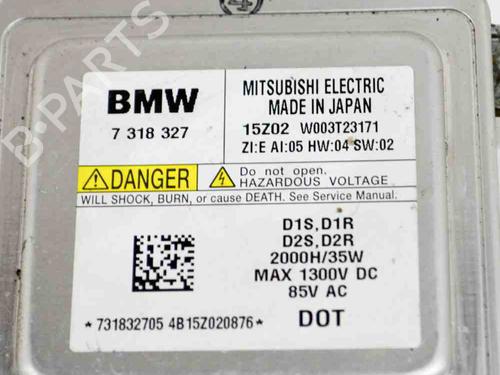 4
B-PARTS
BMW
7 318 327
MITSUBISHI ELECTRIC
MADE IN JAPAN
15Z02 W003T23171
ZI:E AI:05 HW:04 SW:02
DANGER
Do not open.
HAZARDOUS VOLTAGE
WILL SHOCK, BURN, or cause DEATH. See Service Manual.
D1S,D1R
D2S,D2R
2000H/35W
MAX 1300V DC
85V AC
*731832705 4B15Z020876*
DOT